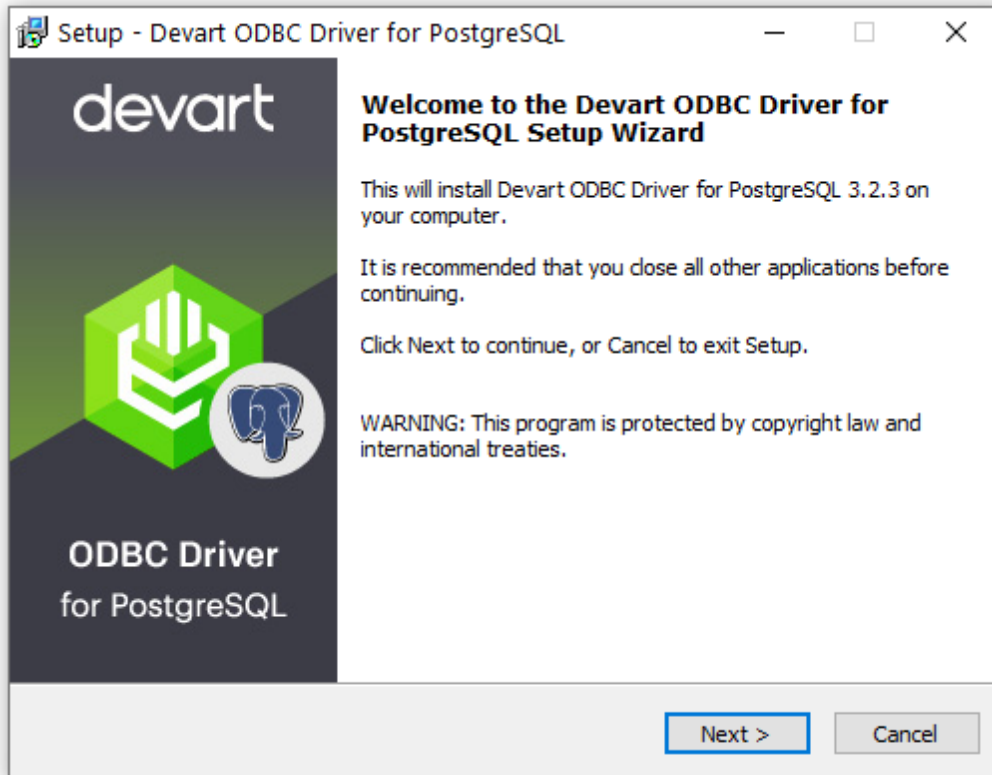 Setup - Devart ODBC Driver for PostgreSQL
devart
ODBC Driver
for PostgreSQL
Welcome to the Devart ODBC Driver for
PostgreSQL Setup Wizard
This will install Devart ODBC Driver for PostgreSQL 3.2.3 on
your computer.
It is recommended that you close all other applications before
continuing.
Click Next to continue, or Cancel to exit Setup.
WARNING: This program is protected by copyright law and
international treaties.
Next >
Cancel